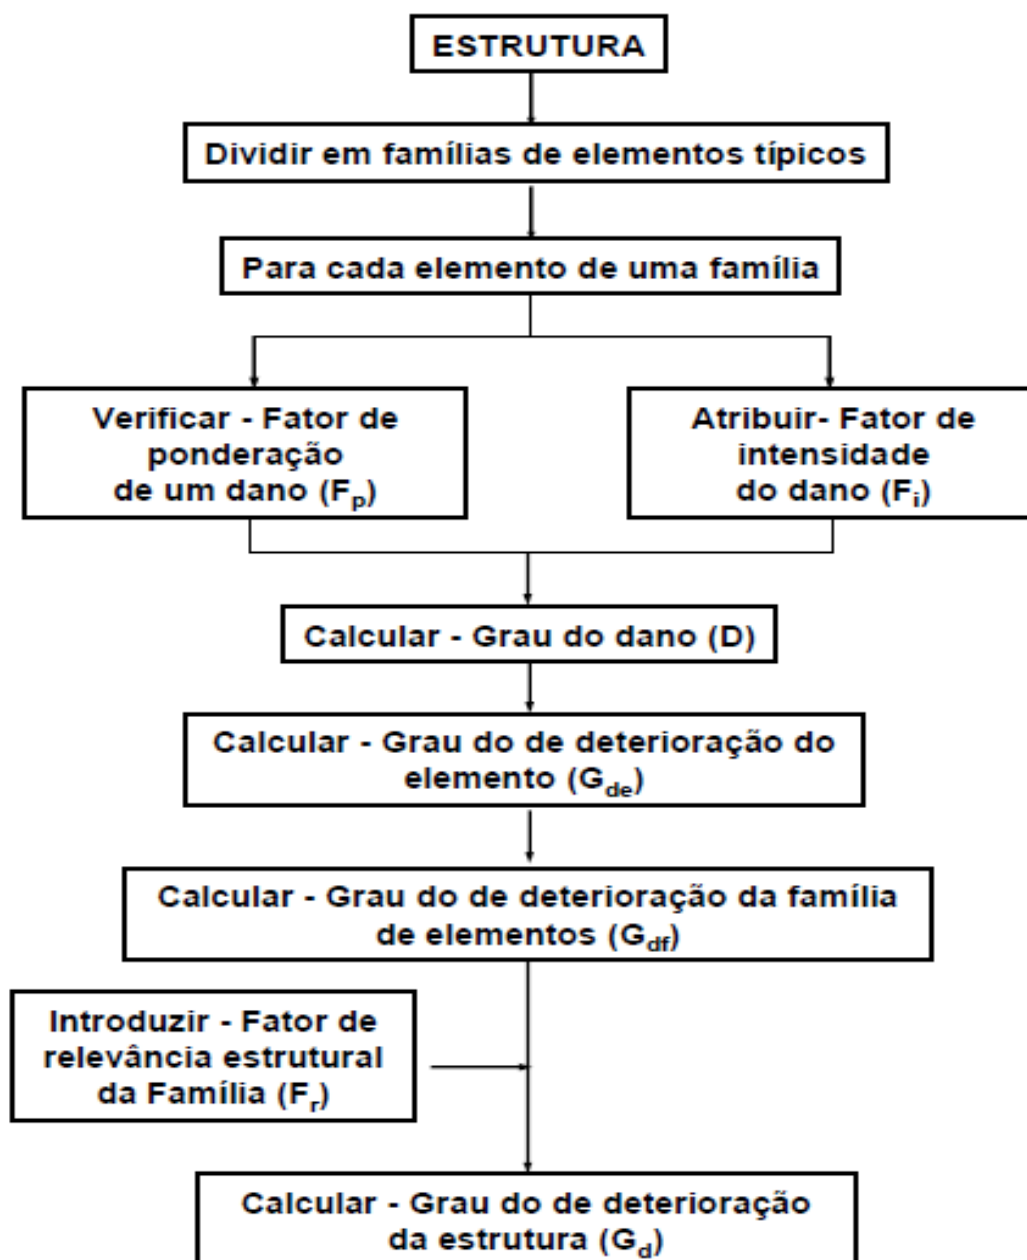 ESTRUTURA
Dividir em famílias de elementos típicos
Para cada elemento de uma família
Verificar - Fator de
ponderação
de um dano (Fp)
Atribuir- Fator de
intensidade
do dano (Fi)
Calcular - Grau do dano (D)
Calcular - Grau do de deterioração do
elemento (Gde)
Calcular - Grau do de deterioração da família
de elementos (Gdf)
Introduzir - Fator de
relevância estrutural
da Família (Fr)
Calcular - Grau do de deterioração
da estrutura (Gd)